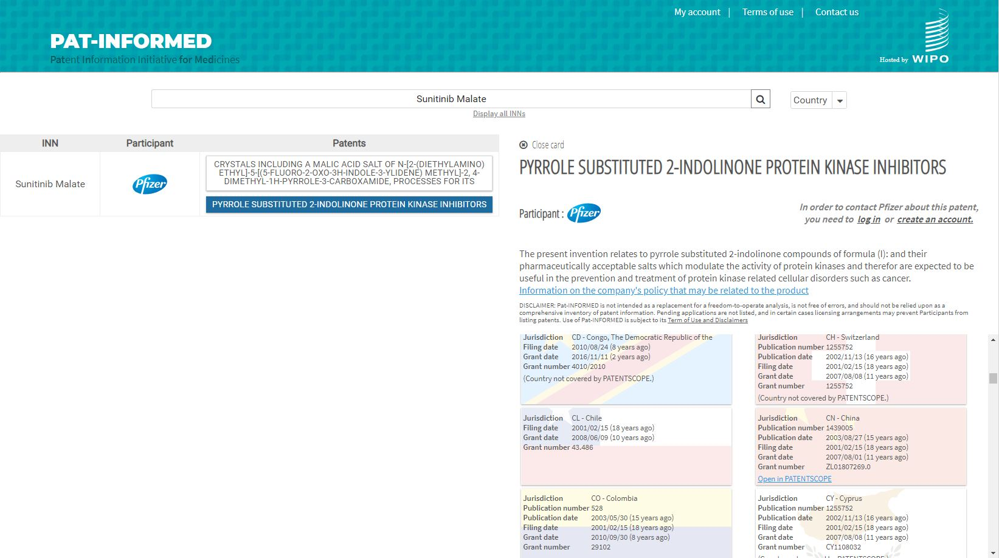 My account | Terms of use | Contact us
PAT-INFORMED
Patent Information Initiative for Medicines
Hosted by WIPO
Sunitinib Malate
Country
Display all INNs
INN Participant Patents
Sunitinib Malate
Pfizer
CRYSTALS INCLUDING A MALIC ACID SALT OF N-[2-(DIETHYLAMINO)
ETHYL]-5-[(5-FLUORO-2-OXO-3H-INDOLE-3-YLIDENE) METHYL]-2, 4-
DIMETHYL-1H-PYRROLE-3-CARBOXAMIDE, PROCESSES FOR ITS
PYRROLE SUBSTITUTED 2-INDOLINONE PROTEIN KINASE INHIBITORS
Close card
PYRROLE SUBSTITUTED 2-INDOLINONE PROTEIN KINASE INHIBITORS
Participant : Pfizer
In order to contact Pfizer about this patent,
you need to log in or create an account.
The present invention relates to pyrrole substituted 2-indolinone compounds of formula (I): and their
pharmaceutically acceptable salts which modulate the activity of protein kinases and therefor are expected to be
useful in the prevention and treatment of protein kinase related cellular disorders such as cancer.
Information on the company's policy that may be related to the product
DISCLAIMER: Pat-INFORMED is not intended as a replacement for a freedom-to-operate analysis, is not free of errors, and should not be relied upon as a
comprehensive inventory of patent information. Pending applications are not listed, and in certain cases licensing arrangements may prevent Participants from
listing patents. Use of Pat-INFORMED is subject to its Term of Use and Disclaimers
Jurisdiction CD - Congo, The Democratic Republic of the
Filing date 2010/08/24 (8 years ago)
Grant date 2016/11/11 (2 years ago)
Grant number 4010/2010
(Country not covered by PATENTSCOPE.)
Jurisdiction CH - Switzerland
Publication number 1255752
Publication date 2002/11/13 (16 years ago)
Filing date 2001/02/15 (18 years ago)
Grant date 2007/08/08 (11 years ago)
Grant number 1255752
(Country not covered by PATENTSCOPE.)
Jurisdiction CL - Chile
Filing date 2001/02/15 (18 years ago)
Grant date 2008/06/09 (10 years ago)
Grant number 43.486
Jurisdiction CN - China
Publication number 1439005
Publication date 2003/08/27 (15 years ago)
Filing date 2001/02/15 (18 years ago)
Grant date 2007/08/01 (11 years ago)
Grant number ZL01807269.0
Open in PATENTSCOPE
Jurisdiction CO - Colombia
Publication number 528
Publication date 2003/05/30 (15 years ago)
Filing date 2001/02/15 (18 years ago)
Grant date 2010/09/30 (8 years ago)
Grant number 29102
Jurisdiction CY - Cyprus
Publication number 1255752
Publication date 2002/11/13 (16 years ago)
Filing date 2001/02/15 (18 years ago)
Grant date 2007/08/08 (11 years ago)
Grant number CY1108032